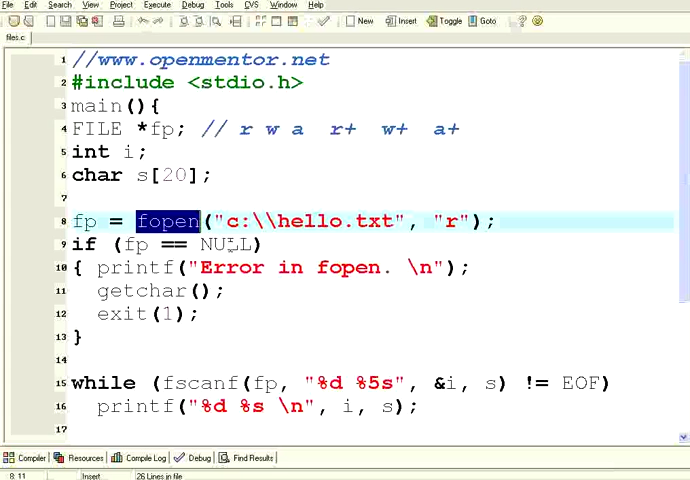 File Edit Search View Project Execute Debug Tools CVS Window Help
New Insert Toggle Goto
files.c
1 //www.openmentor.net
2 #include <stdio.h>
3 main(){
4 FILE *fp; // r w a r+ w+ a+
5 int i;
6 char s[20];
7
8 fp = fopen("c:\\hello.txt", "r");
9 if (fp == NULL)
10 { printf("Error in fopen. \n");
11 getchar();
12 exit(1);
13 }
15 while (fscanf(fp, "%d %5s", &i, s) != EOF)
16 printf("%d %s \n", i, s);
17
Compiler Resources Compile Log Debug Find Results
8: 11 Insert 26 Lines in file